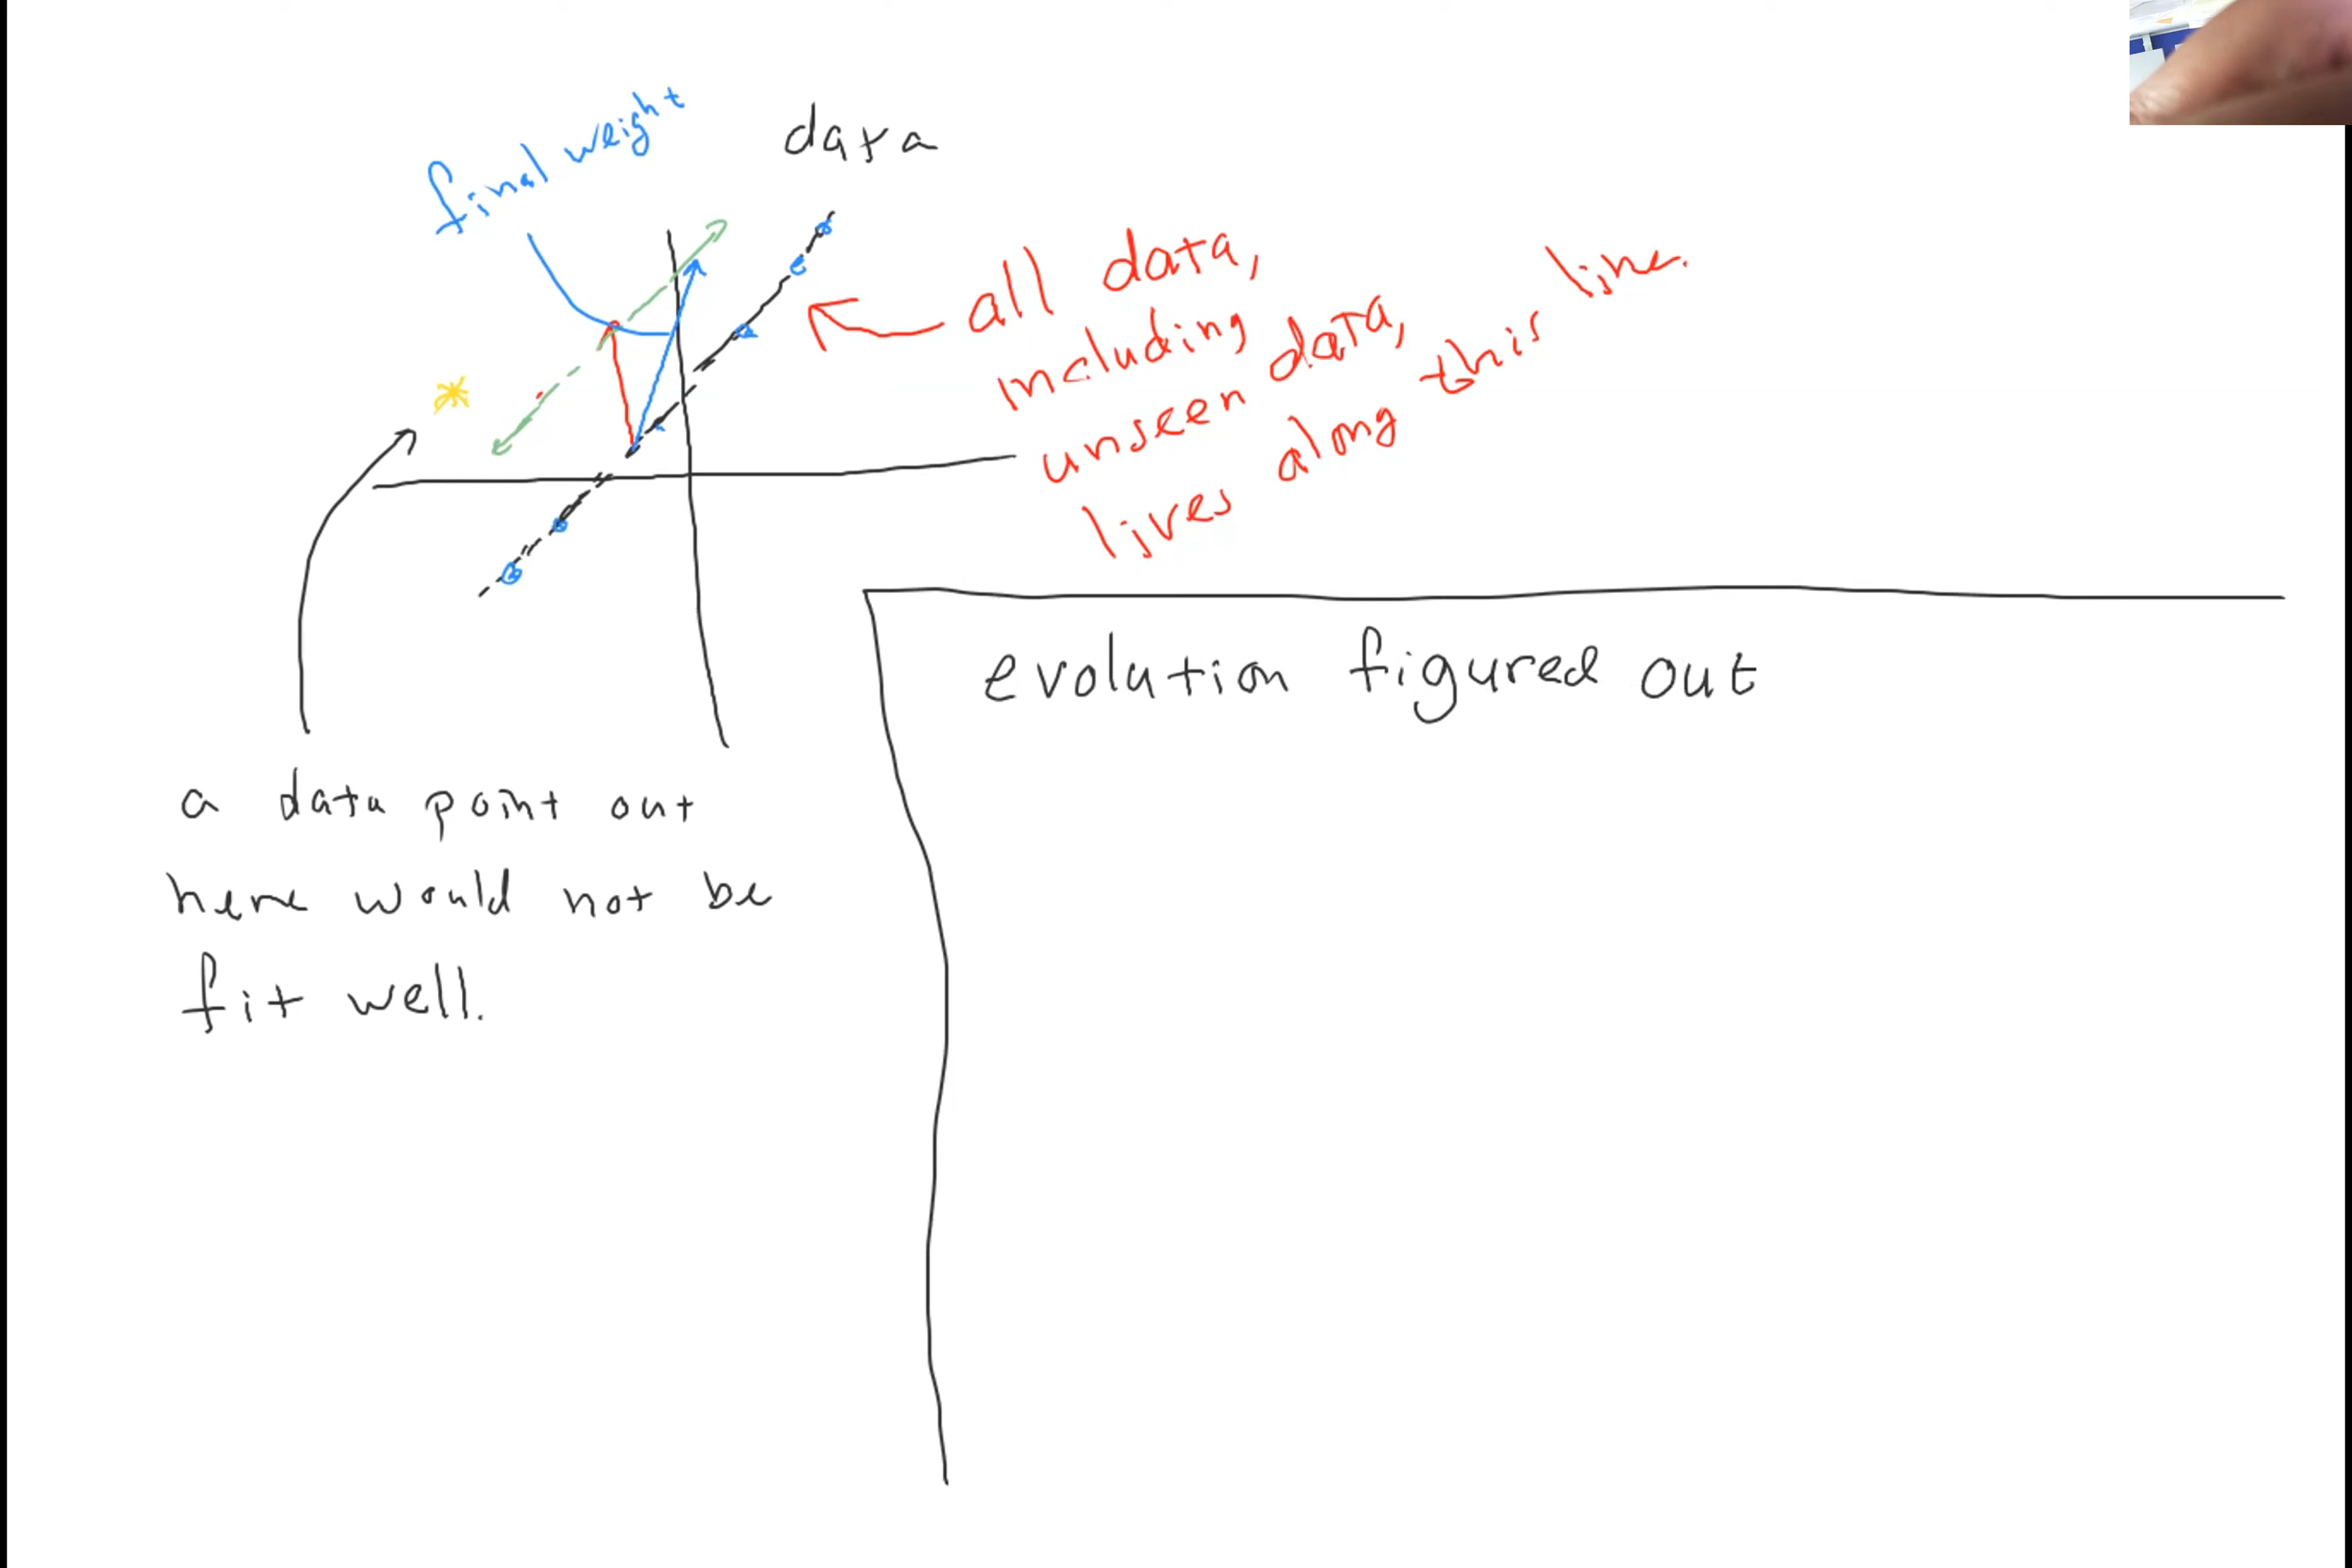 final weight
data
all data,
including
unseen data,
lives along this line.
evolution figured out
a data point out
here would not be
fit well.